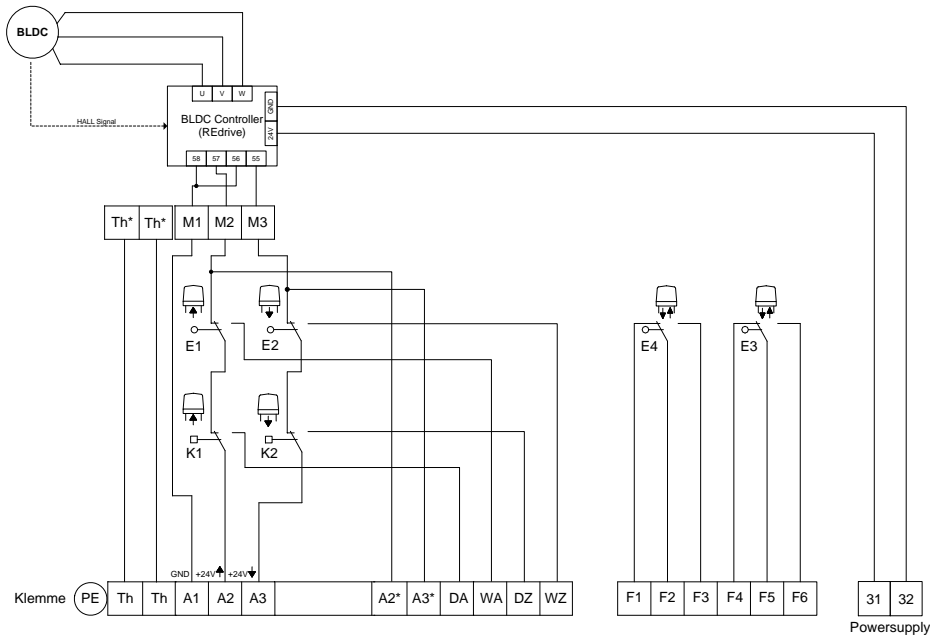 BLDC
U V W
GND
BLDC Controller
(REdrive)
24V
HALL Signal
58 57 56 55
Th* Th* M1 M2 M3
E1 E2 E4 E3
K1 K2
GND +24V +24V
Klemme PE Th Th A1 A2 A3 A2* A3* DA WA DZ WZ F1 F2 F3 F4 F5 F6 31 32
Powersupply